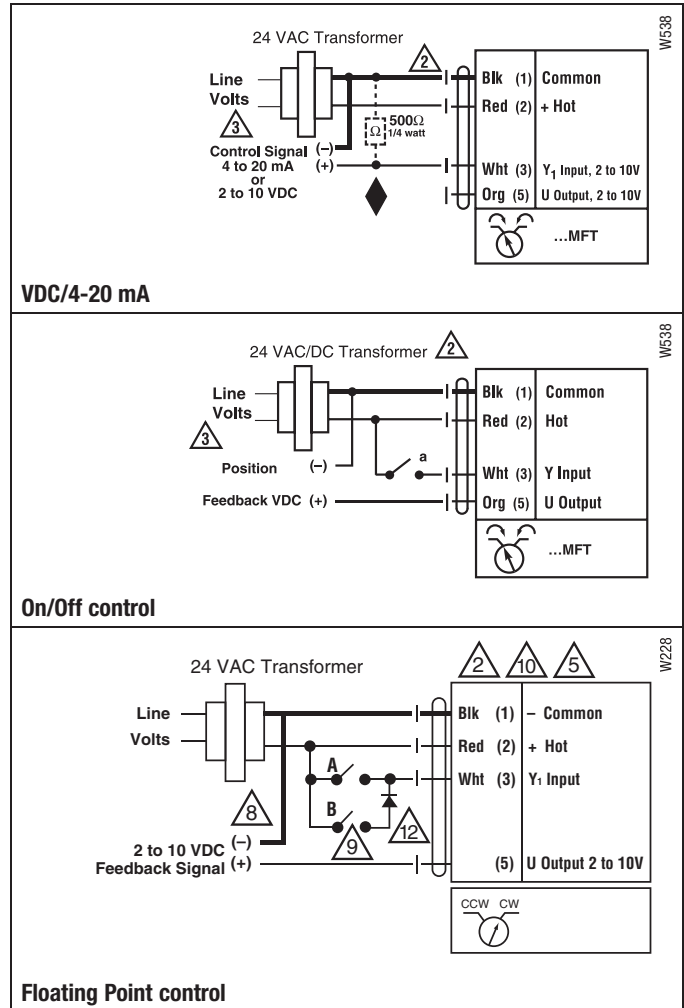 W538
24 VAC Transformer
2
Line
Volts
3
Control Signal (–)
4 to 20 mA (+)
or
2 to 10 VDC
Ω
500Ω
1/4 watt
Blk (1) Common
Red (2) + Hot
Wht (3) Y1 Input, 2 to 10V
Org (5) U Output, 2 to 10V
...MFT
VDC/4-20 mA
W538
24 VAC/DC Transformer 2
Line
Volts
3
Position (–)
Feedback VDC (+)
a
Blk (1) Common
Red (2) Hot
Wht (3) Y Input
Org (5) U Output
...MFT
On/Off control
W228
24 VAC Transformer
2 10 5
Line
Volts
8
A
B
9
12
2 to 10 VDC (–)
Feedback Signal (+)
Blk (1) – Common
Red (2) + Hot
Wht (3) Y1 Input
(5) U Output 2 to 10V
CCW CW
Floating Point control